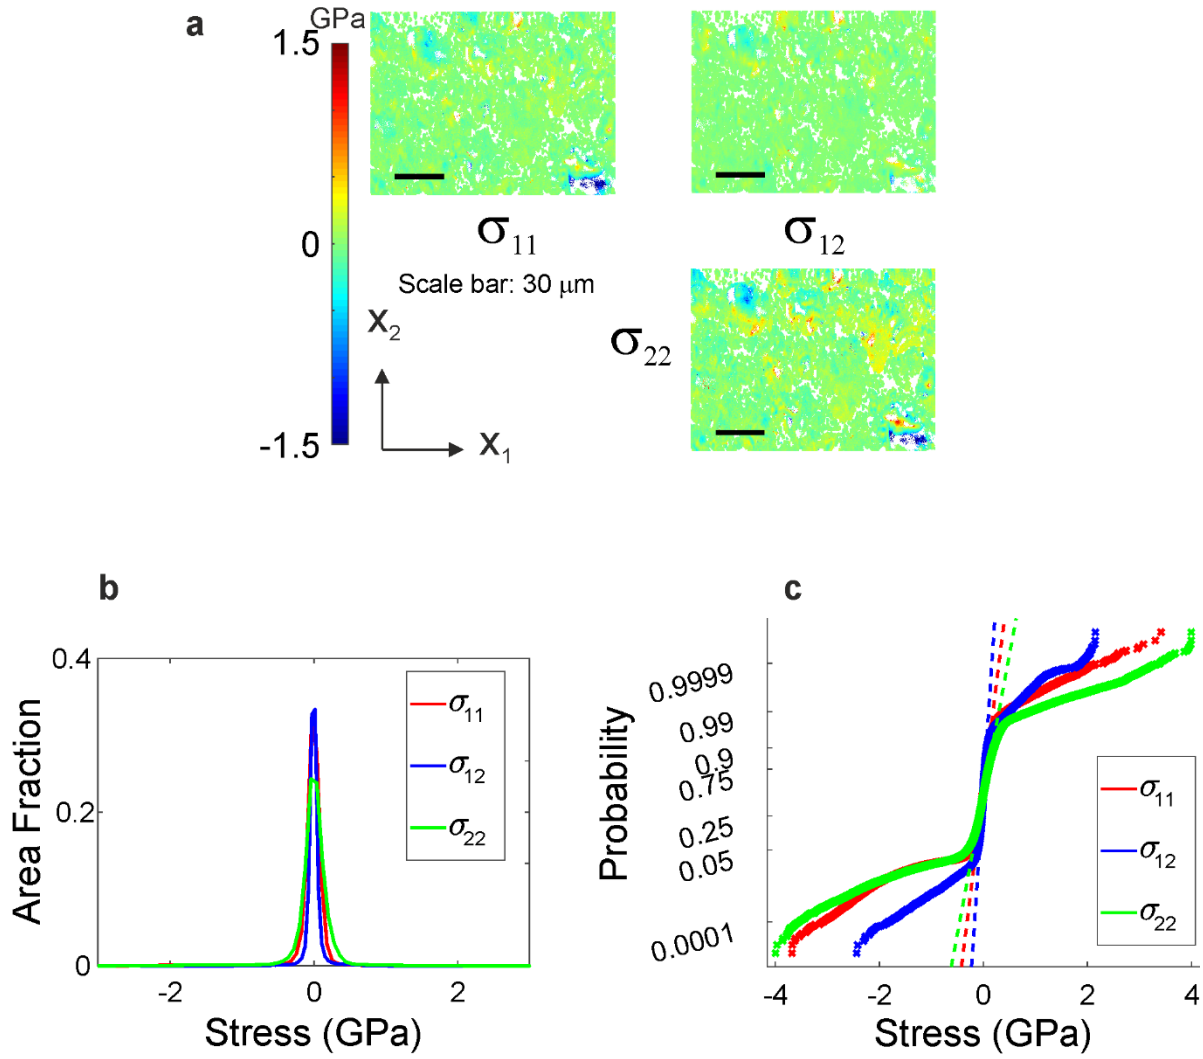 a
GPa
1.5
0
-1.5
σ11
σ12
Scale bar: 30 μm
σ22
X2
X1
b
Area Fraction
0.4
0.2
0
-2
0
2
Stress (GPa)
σ11
σ12
σ22
c
Probability
0.9999
0.99
0.9
0.75
0.25
0.05
0.0001
-4
-2
0
2
4
Stress (GPa)
σ11
σ12
σ22